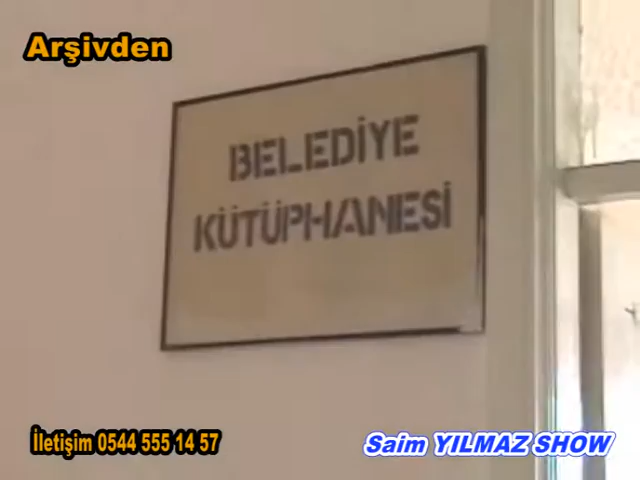 Arşivden
BELEDİYE
KÜTÜPHANESİ
İletişim 0544 555 14 57
Saim YILMAZ SHOW